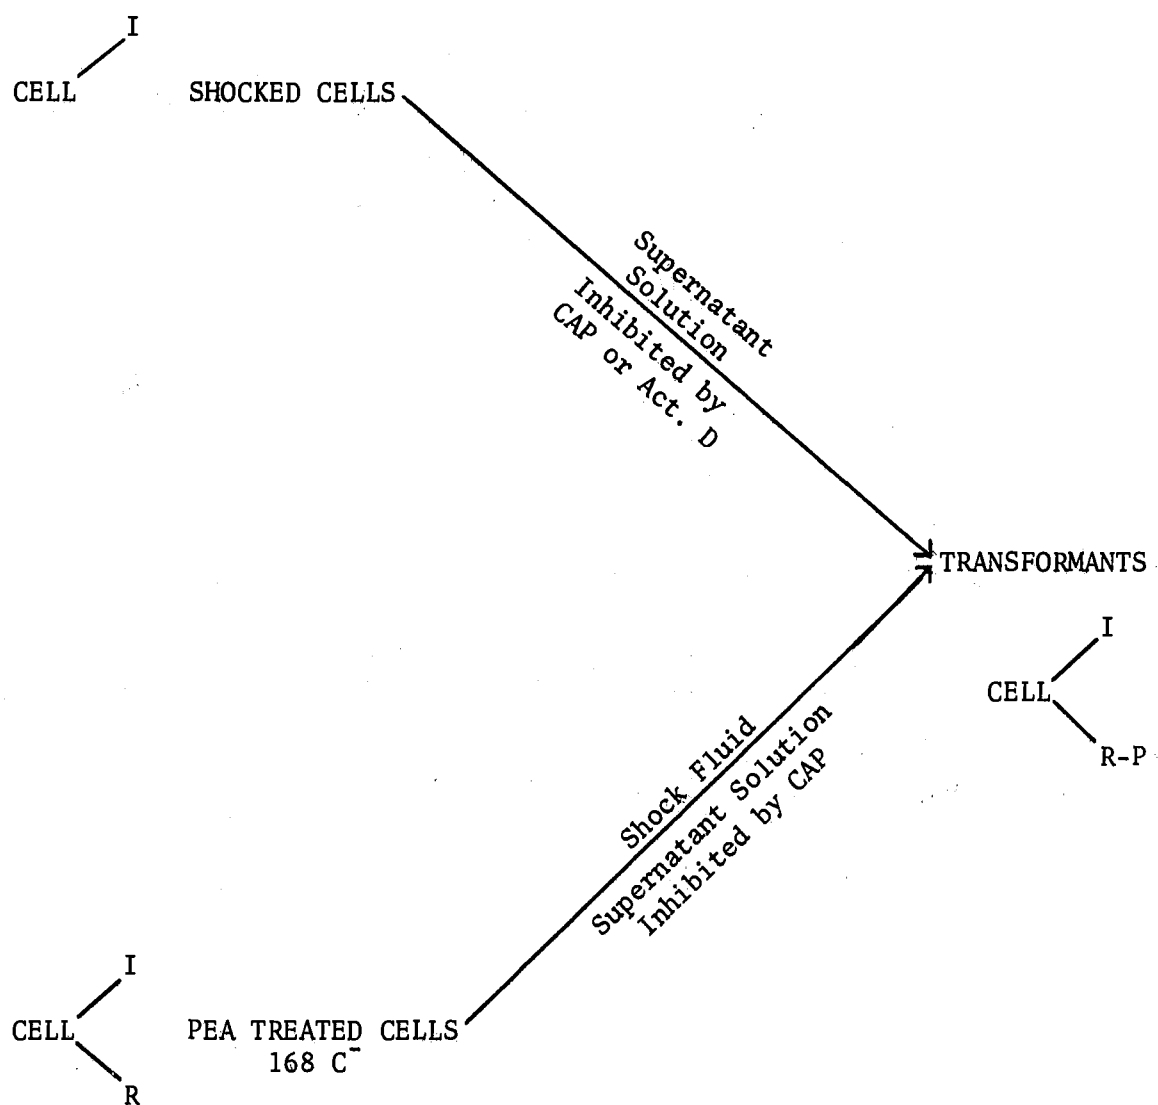 I
CELL
SHOCKED CELLS
Supernatant
Solution
Inhibited by
CAP or Act. D
TRANSFORMANTS
I
CELL
R-P
Shock Fluid
Supernatant Solution
Inhibited by CAP
I
CELL
PEA TREATED CELLS
168 C⁻
R